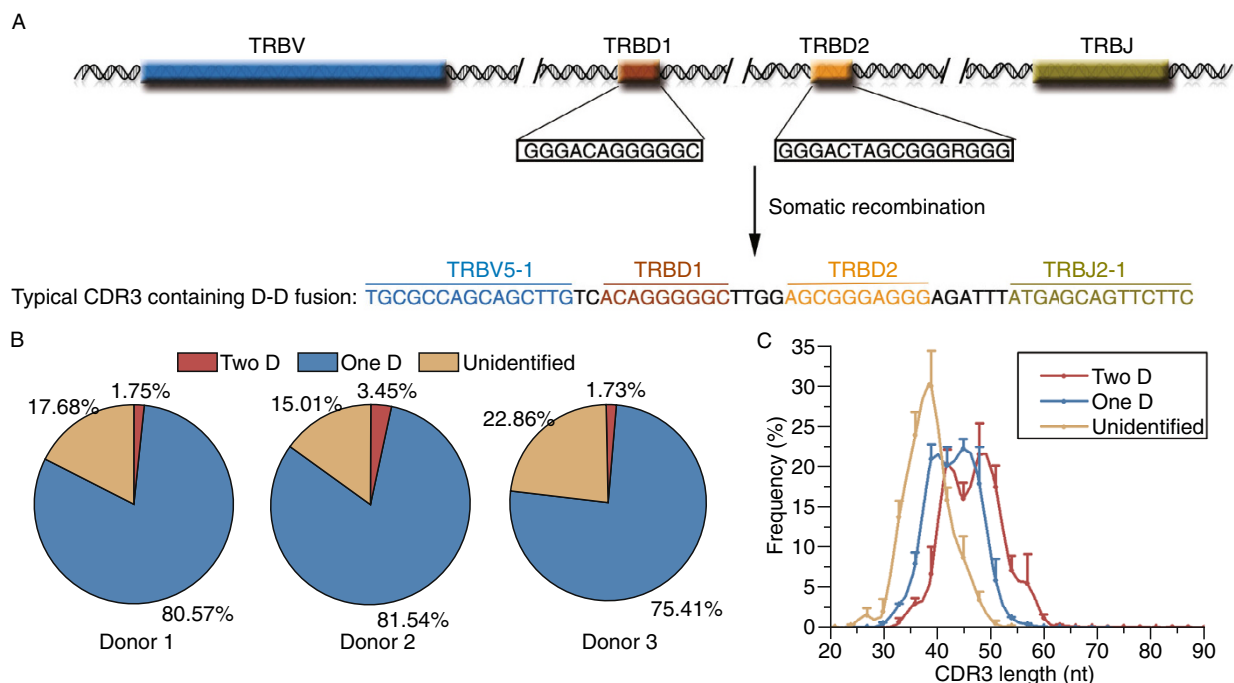 A
TRBV TRBD1 TRBD2 TRBJ
GGGACAGGGGGC GGGACTAGCGGGRGGG
Somatic recombination
TRBV5-1 TRBD1 TRBD2 TRBJ2-1
Typical CDR3 containing D-D fusion: TGCGCCAGCAGCTTGTCACAGGGGGCTTGGAGCGGGAGGGAGATTTATGAGCAGTTCTTC
B
Two D One D Unidentified
17.68% 1.75% 80.57%
Donor 1
15.01% 3.45% 81.54%
Donor 2
22.86% 1.73% 75.41%
Donor 3
C
Frequency (%)
35
30
25
20
15
10
5
0
20 30 40 50 60 70 80 90
CDR3 length (nt)
Two D
One D
Unidentified